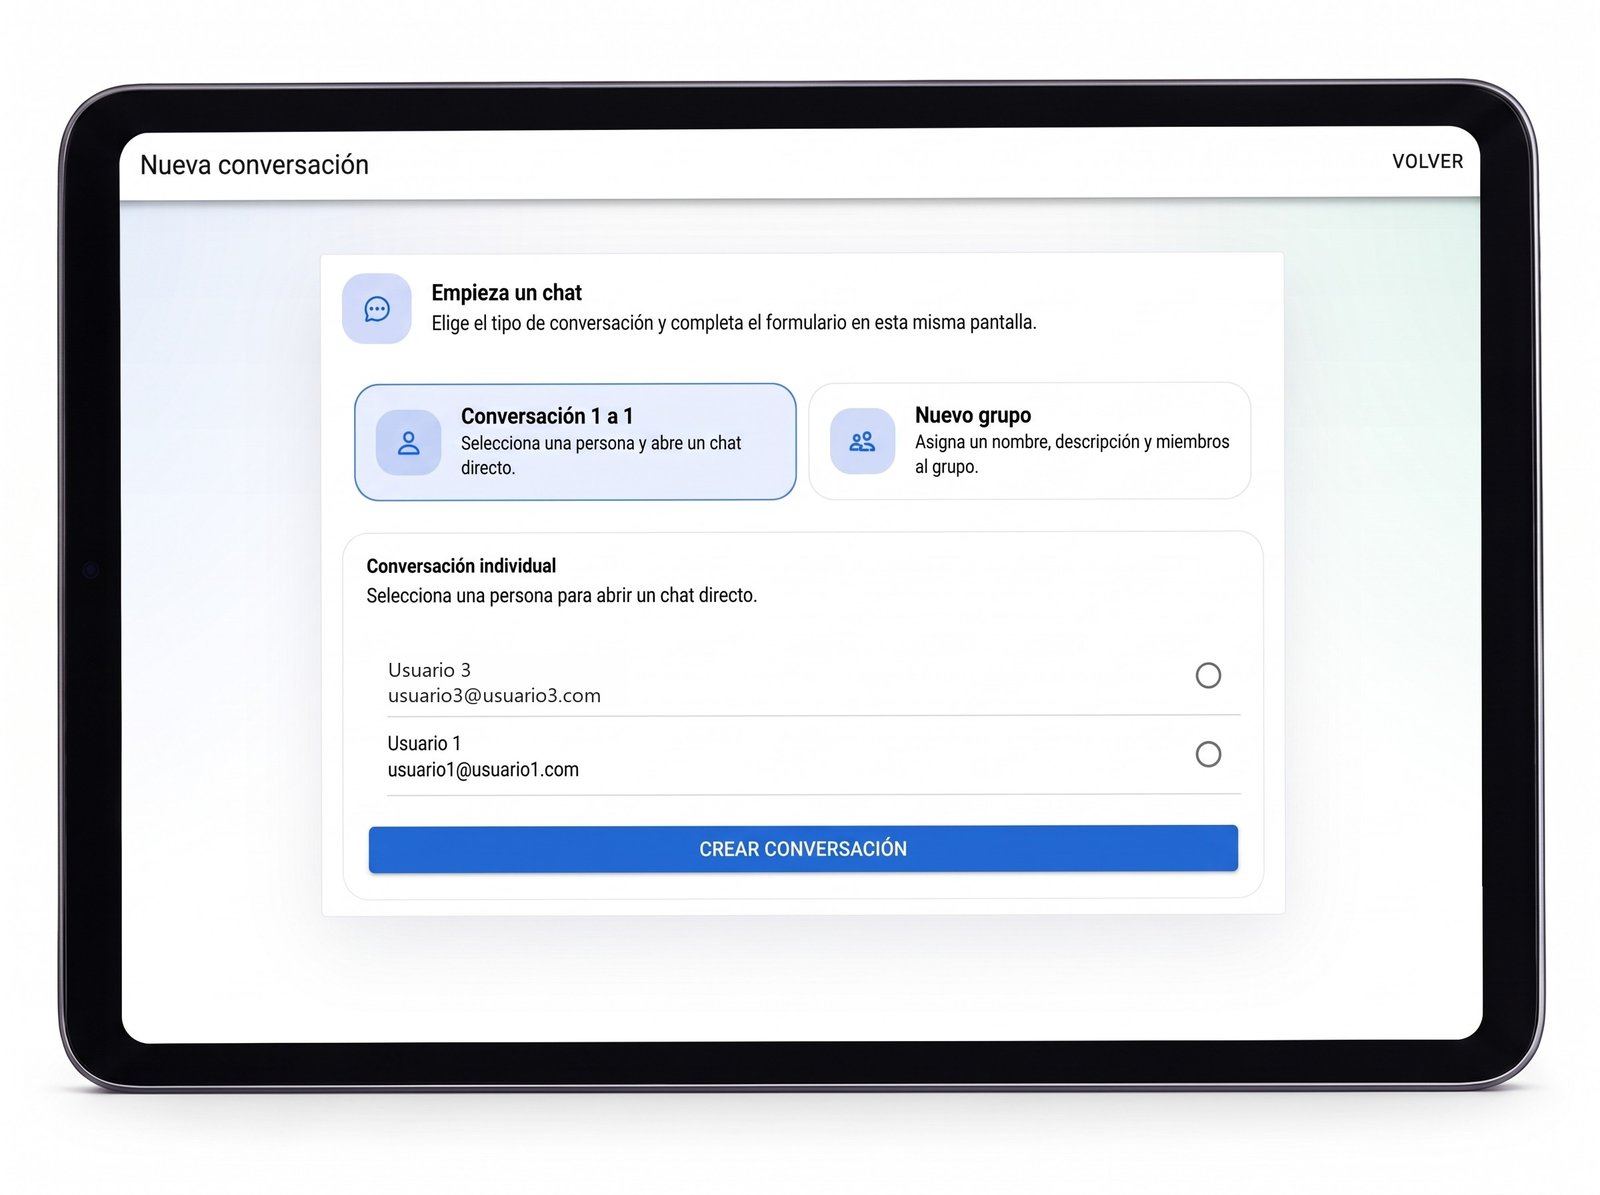 Nueva conversación
VOLVER
Empieza un chat
Elige el tipo de conversación y completa el formulario en esta misma pantalla.
Conversación 1 a 1
Selecciona una persona y abre un chat
directo.
Nuevo grupo
Asigna un nombre, descripción y miembros
al grupo.
Conversación individual
Selecciona una persona para abrir un chat directo.
Usuario 3
usuario3@usuario3.com
Usuario 1
usuario1@usuario1.com
CREAR CONVERSACIÓN